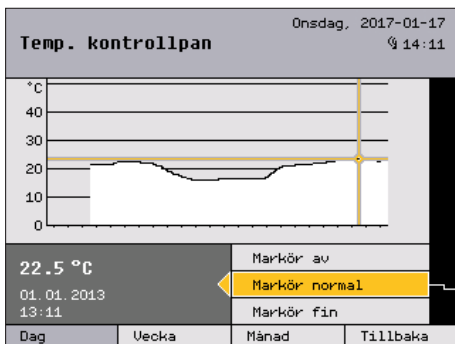 Onsdag, 2017-01-17
Temp. kontrollpan
14:11
°C
40
30
20
10
0
22.5 °C
01.01.2013
13:11
Markör av
Markör normal
Markör fin
Dag
Vecka
Månad
Tillbaka